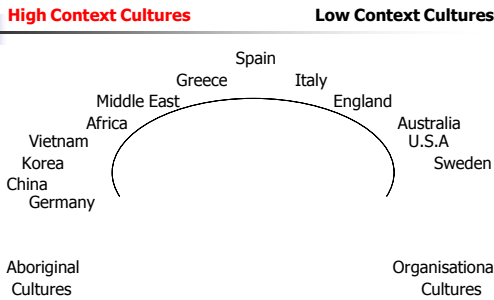 High Context Cultures Low Context Cultures
Spain
Greece Italy
Middle East England
Africa Australia
Vietnam U.S.A
Korea Sweden
China
Germany
Aboriginal Organisationa
Cultures Cultures